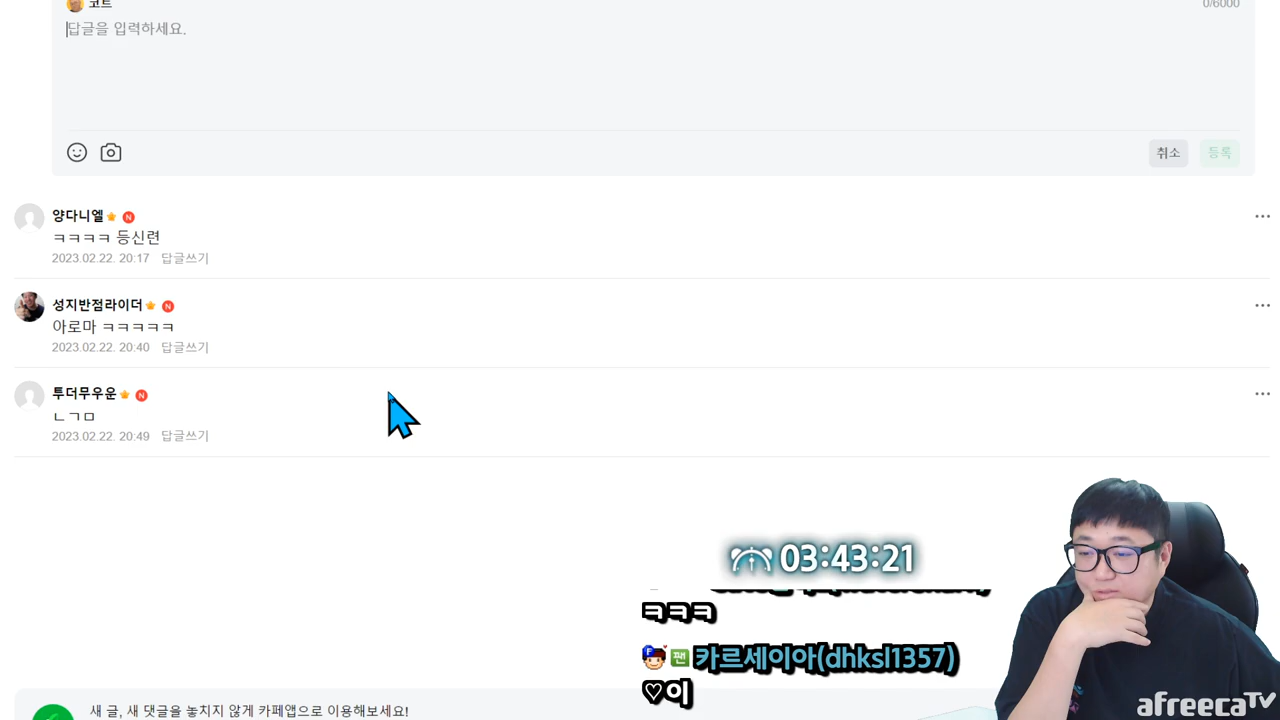 코트
0/6000
답글을 입력하세요.
취소
등록
양다니엘
N
ㅋㅋㅋㅋ 등신련
2023.02.22. 20:17 답글쓰기
성지반점라이더
N
아로마 ㅋㅋㅋㅋㅋ
2023.02.22. 20:40 답글쓰기
투더무우운
N
ㄴㄱㅁ
2023.02.22. 20:49 답글쓰기
03:43:21
ㅋㅋㅋ
F 팬 카르세이아(dhksl1357)
♡이
새 글, 새 댓글을 놓치지 않게 카페앱으로 이용해보세요!
afreecaTV